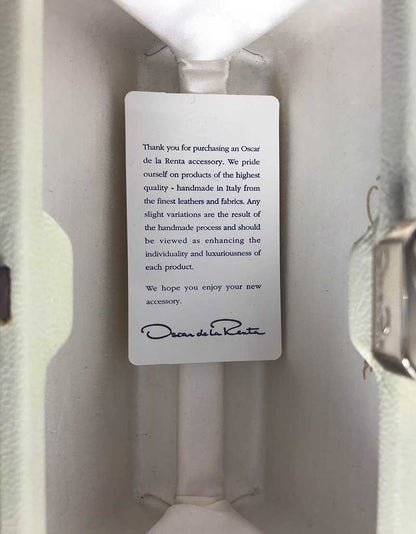 Thank you for purchasing an Oscar
de la Renta accessory. We pride
ourself on products of the highest
quality - handmade in Italy from
the finest leathers and fabrics. Any
slight variations are the result of
the handmade process and should
be viewed as enhancing the
individuality and luxuriousness of
each product.
We hope you enjoy your new
accessory.
Oscar de la Renta